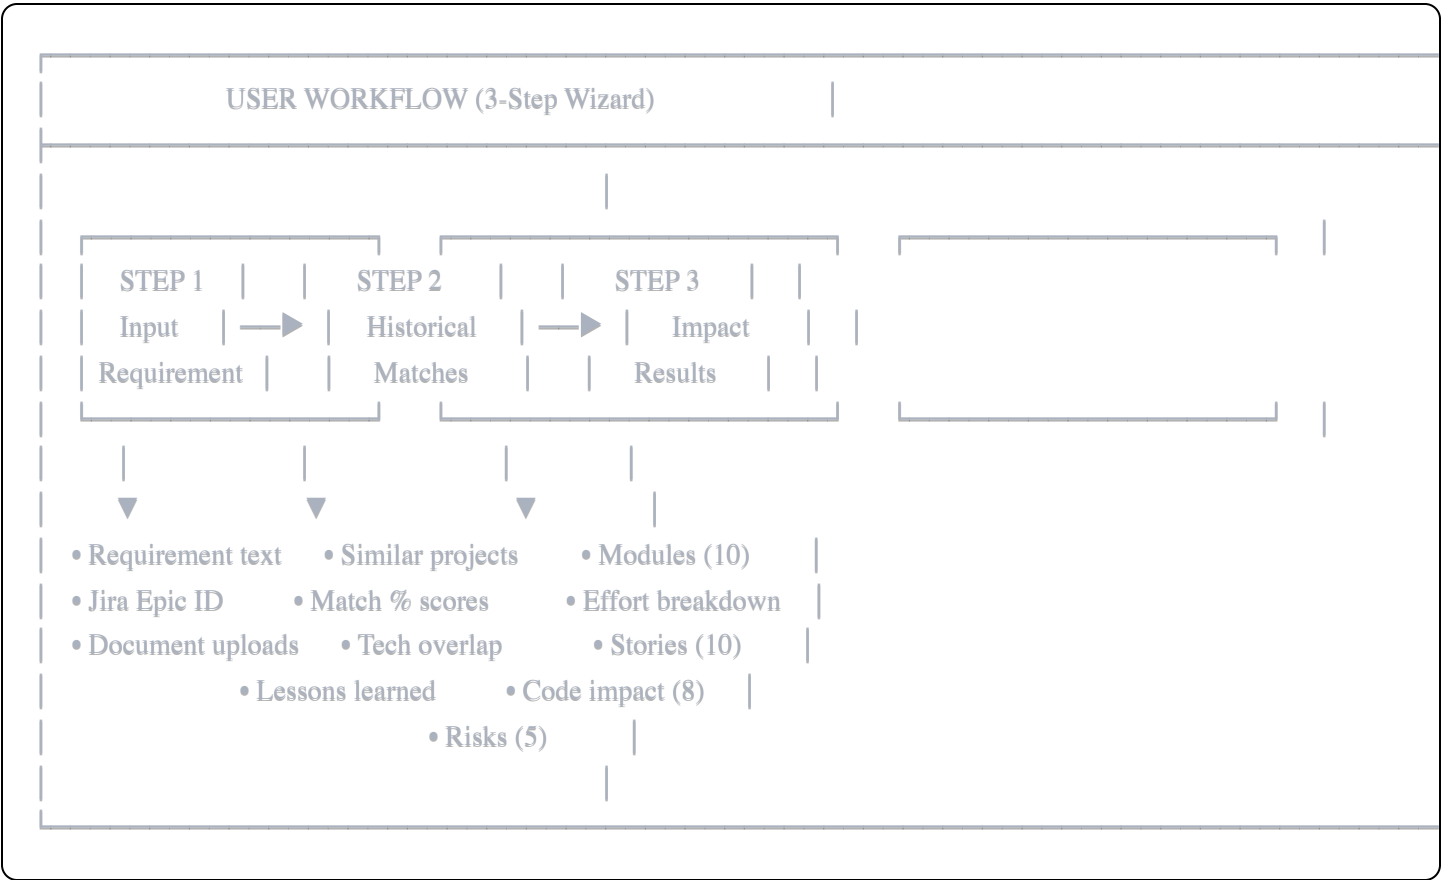 USER WORKFLOW (3-Step Wizard)
STEP 1 STEP 2 STEP 3
Input Historical Impact
Requirement Matches Results
• Requirement text • Similar projects • Modules (10)
• Jira Epic ID • Match % scores • Effort breakdown
• Document uploads • Tech overlap • Stories (10)
• Lessons learned • Code impact (8)
• Risks (5)